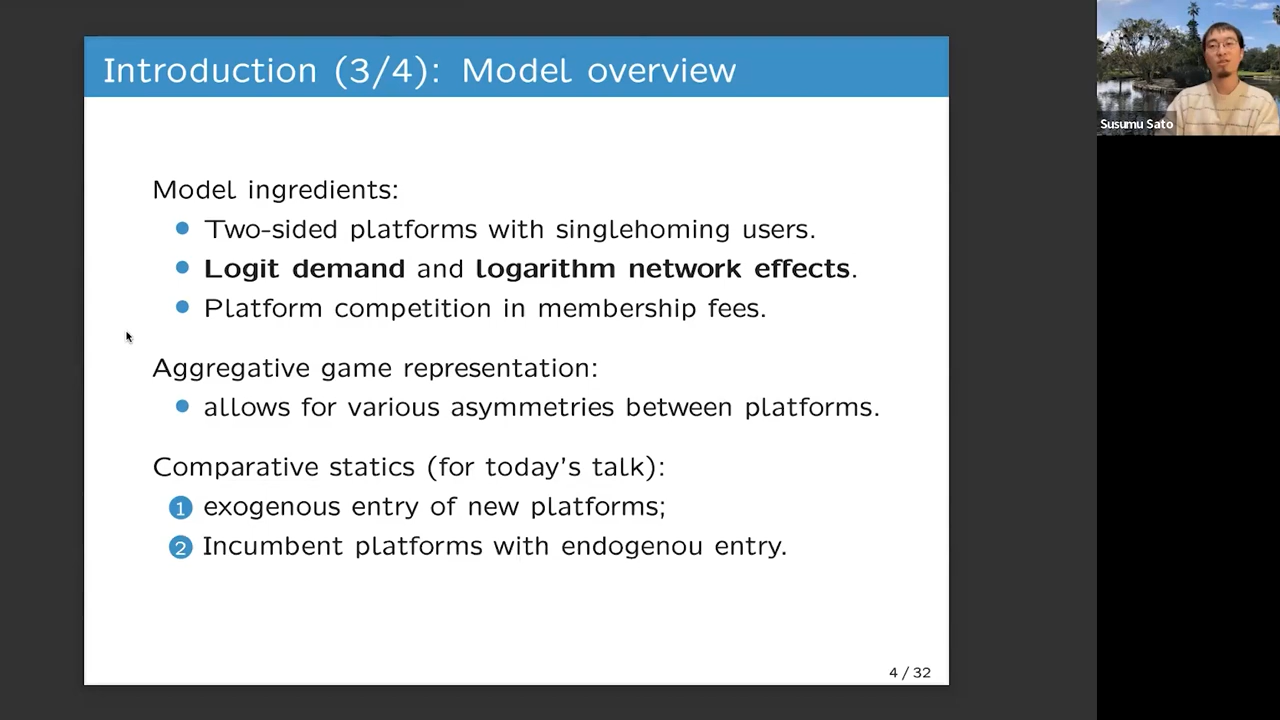 Introduction (3/4): Model overview
Model ingredients:
Two-sided platforms with singlehoming users.
Logit demand and logarithm network effects.
Platform competition in membership fees.
Aggregative game representation:
allows for various asymmetries between platforms.
Comparative statics (for today's talk):
1 exogenous entry of new platforms;
2 Incumbent platforms with endogenou entry.
4 / 32
Susumu Sato